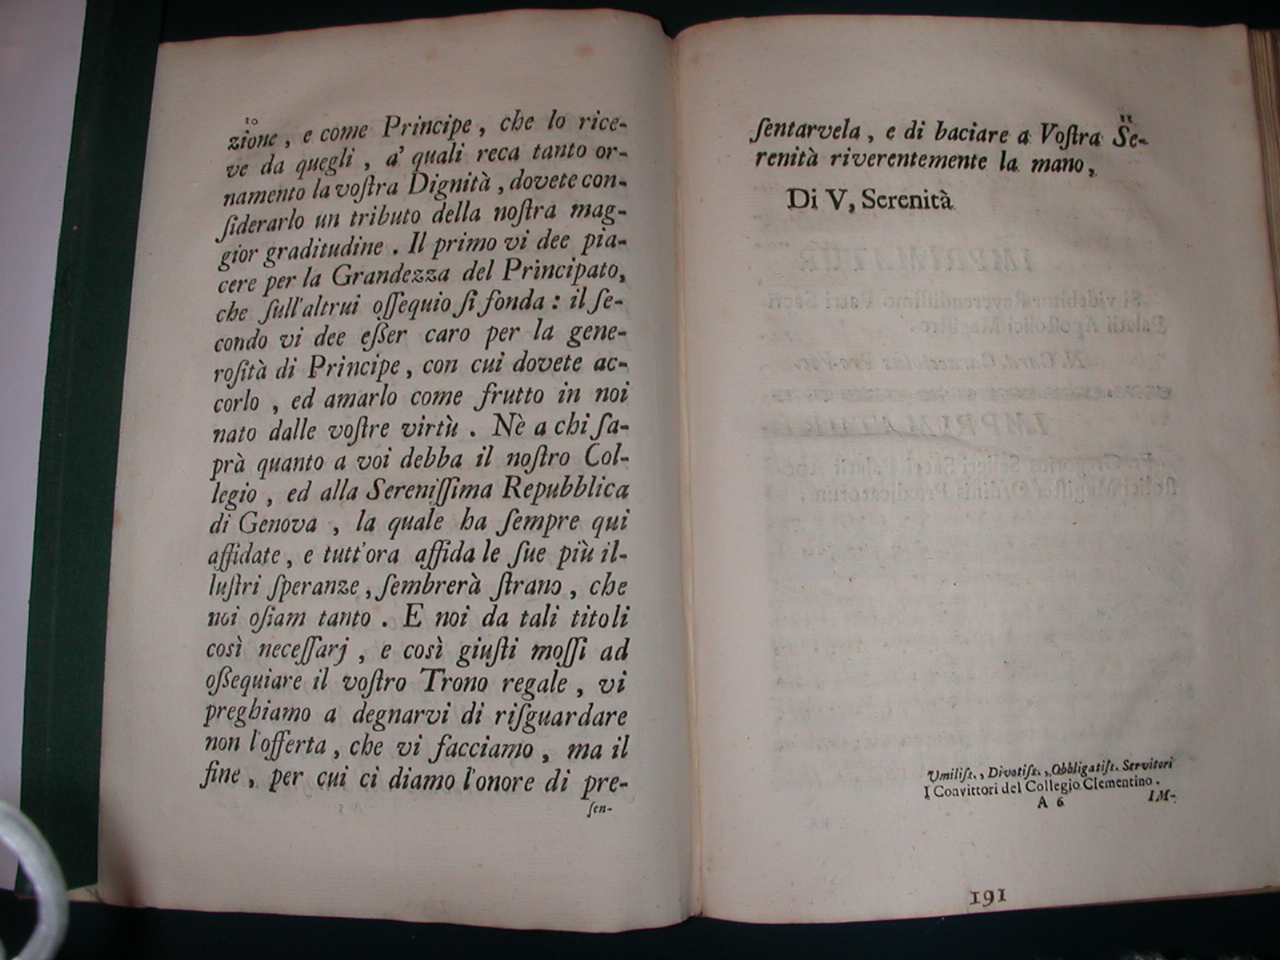 10
zione, e come Principe, che lo rice-
ve da quegli, a' quali reca tanto or-
namento la voſtra Dignità, dovete con-
ſiderarlo un tributo della noſtra mag-
gior graditudine. Il primo vi dee pia-
cere per la Grandezza del Principato,
che ſull'altrui oſſequio ſi fonda: il ſe-
condo vi dee eſſer caro per la gene-
roſità di Principe, con cui dovete ac-
corlo, ed amarlo come frutto in noi
nato dalle voſtre virtù. Nè a chi ſa-
prà quanto a voi debba il noſtro Col-
legio, ed alla Sereniſſima Repubblica
di Genova, la quale ha ſempre qui
affidate, e tutt'ora affida le ſue più il-
luſtri ſperanze, ſembrerà ſtrano, che
noi oſiam tanto. E noi da tali titoli
così neceſſarj, e così giuſti moſſi ad
oſſequiare il voſtro Trono regale, vi
preghiamo a degnarvi di riſguardare
non l'offerta, che vi facciamo, ma il
fine, per cui ci diamo l'onore di pre-
ſen-
11
ſentarvela, e di baciare a Voſtra Se-
renità riverentemente la mano,
Di V, Serenità
Umiliſs., Divotiſs., Obbligatiſs. Servitori
I Convittori del Collegio Clementino.
A 6 IM-
191